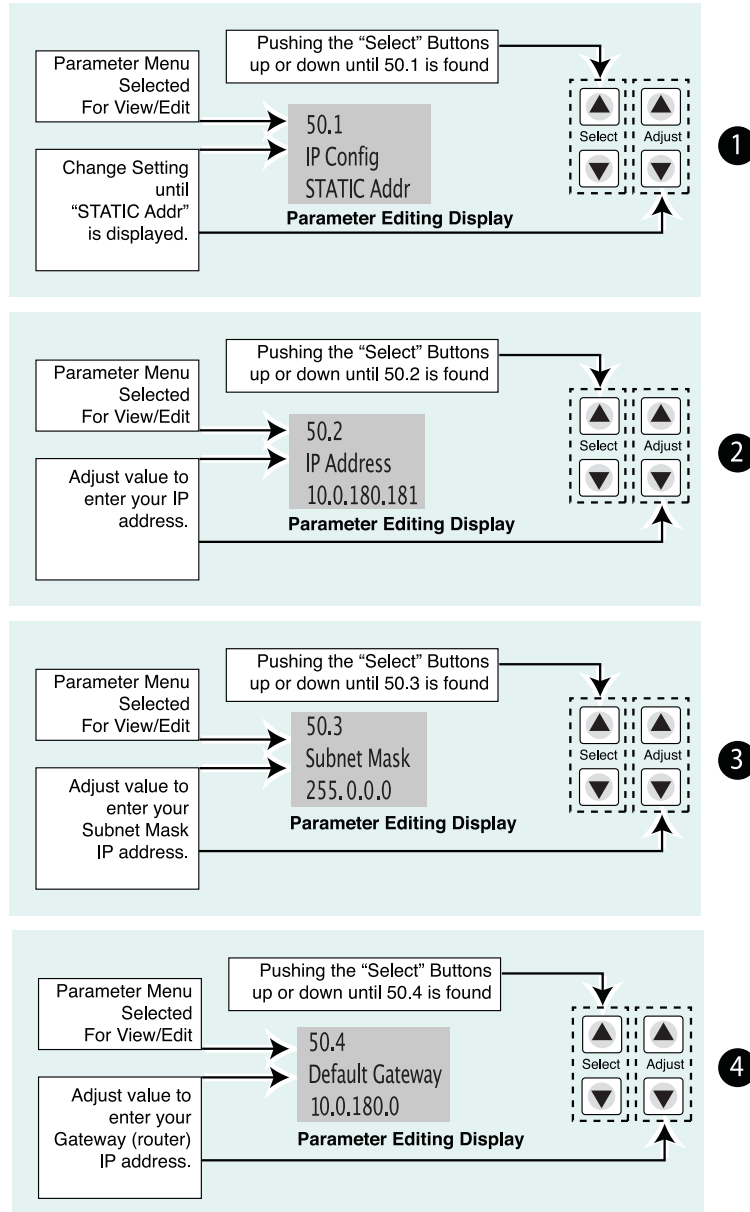 Pushing the “Select” Buttons
up or down until 50.1 is found
Parameter Menu
Selected
For View/Edit
50.1
IP Config
STATIC Addr
Parameter Editing Display
Change Setting
until
“STATIC Addr”
is displayed.
Select
Adjust
1
Pushing the “Select” Buttons
up or down until 50.2 is found
Parameter Menu
Selected
For View/Edit
50.2
IP Address
10.0.180.181
Parameter Editing Display
Adjust value to
enter your IP
address.
Select
Adjust
2
Pushing the “Select” Buttons
up or down until 50.3 is found
Parameter Menu
Selected
For View/Edit
50.3
Subnet Mask
255.0.0.0
Parameter Editing Display
Adjust value to
enter your
Subnet Mask
IP address.
Select
Adjust
3
Pushing the “Select” Buttons
up or down until 50.4 is found
Parameter Menu
Selected
For View/Edit
50.4
Default Gateway
10.0.180.0
Parameter Editing Display
Adjust value to
enter your
Gateway (router)
IP address.
Select
Adjust
4